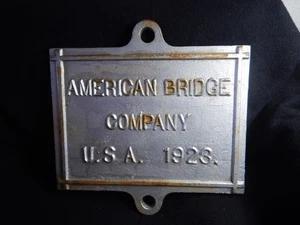 AMERICAN BRIDGE
COMPANY
U.S A. 1923.